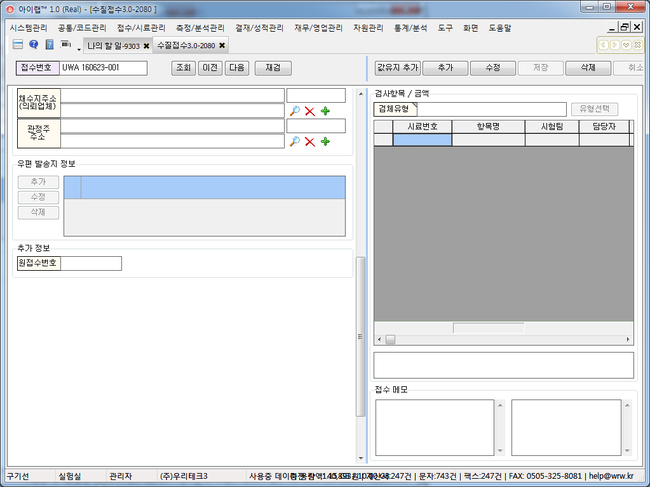 아이랩™ 1.0 (Real) - [수질접수3.0-2080 ]
시스템관리 공통/코드관리 접수/시료관리 측정/분석관리 결재/성적관리 재무/영업관리 자원관리 통계/분석 도구 화면 도움말
나의 할 일-9303 수질접수3.0-2080
접수번호 UWA 160623-001 조회 이전 다음 재검 값유지 추가 추가 수정 저장 삭제 취소
채수지주소
(의뢰업체)
관정주
주소
우편 발송지 정보
추가
수정
삭제
추가 정보
원접수번호
검사항목 / 금액
검체유형 유형선택
시료번호 항목명 시험팀 담당자
접수 메모
구기선 실험실 관리자 (주)우리테크3 사용중 247건 | 문자:743건 | 팩스:247건 | FAX: 0505-325-8081 | help@wrw.kr